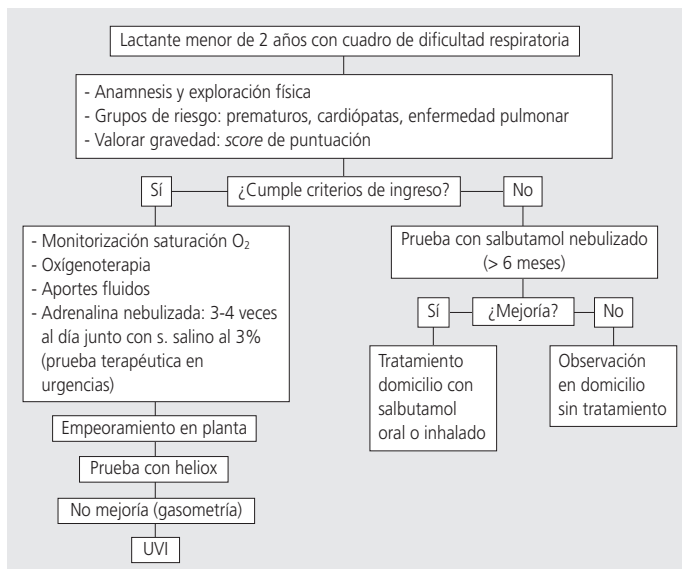 Lactante menor de 2 años con cuadro de dificultad respiratoria
- Anamnesis y exploración física
- Grupos de riesgo: prematuros, cardiópatas, enfermedad pulmonar
- Valorar gravedad: score de puntuación
Sí
¿Cumple criterios de ingreso?
No
- Monitorización saturación O₂
- Oxígenoterapia
- Aportes fluidos
- Adrenalina nebulizada: 3-4 veces
al día junto con s. salino al 3%
(prueba terapéutica en
urgencias)
Empeoramiento en planta
Prueba con heliox
No mejoría (gasometría)
UVI
Prueba con salbutamol nebulizado
(> 6 meses)
Sí
¿Mejoría?
No
Tratamiento
domicilio con
salbutamol
oral o inhalado
Observación
en domicilio
sin tratamiento